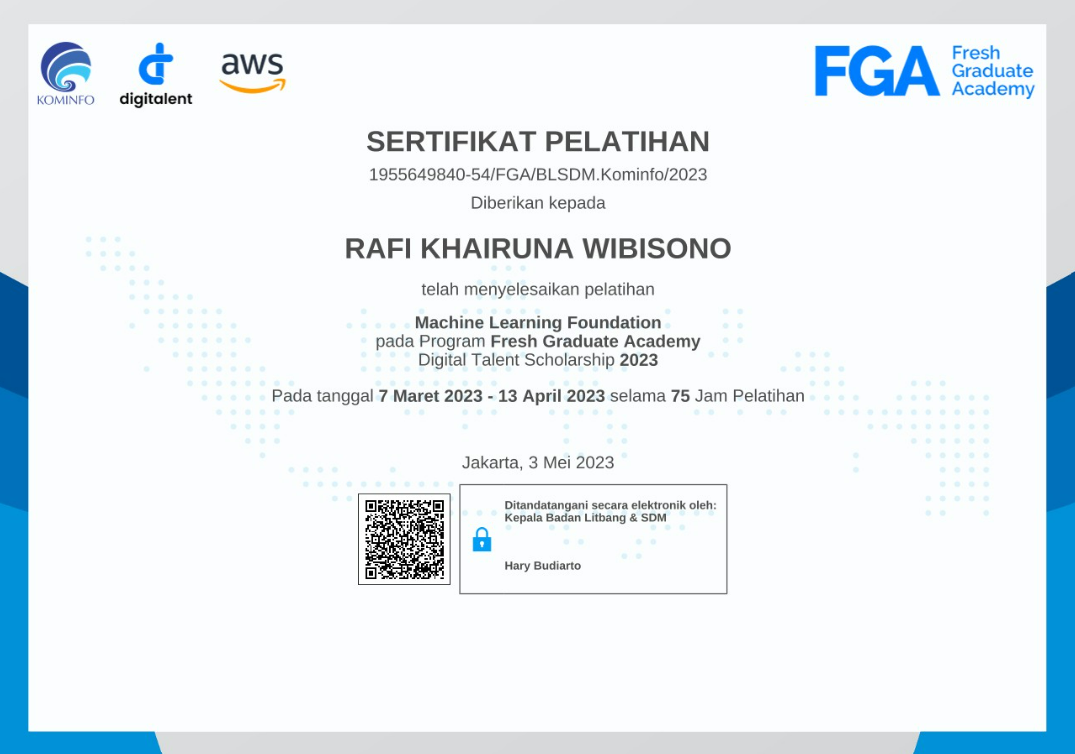 KOMINFO
digitalent
aws
FGA
Fresh
Graduate
Academy
SERTIFIKAT PELATIHAN
1955649840-54/FGA/BLSDM.Kominfo/2023
Diberikan kepada
RAFI KHAIRUNA WIBISONO
telah menyelesaikan pelatihan
Machine Learning Foundation
pada Program Fresh Graduate Academy
Digital Talent Scholarship 2023
Pada tanggal 7 Maret 2023 - 13 April 2023 selama 75 Jam Pelatihan
Jakarta, 3 Mei 2023
Ditandatangani secara elektronik oleh:
Kepala Badan Litbang & SDM
Hary Budiarto